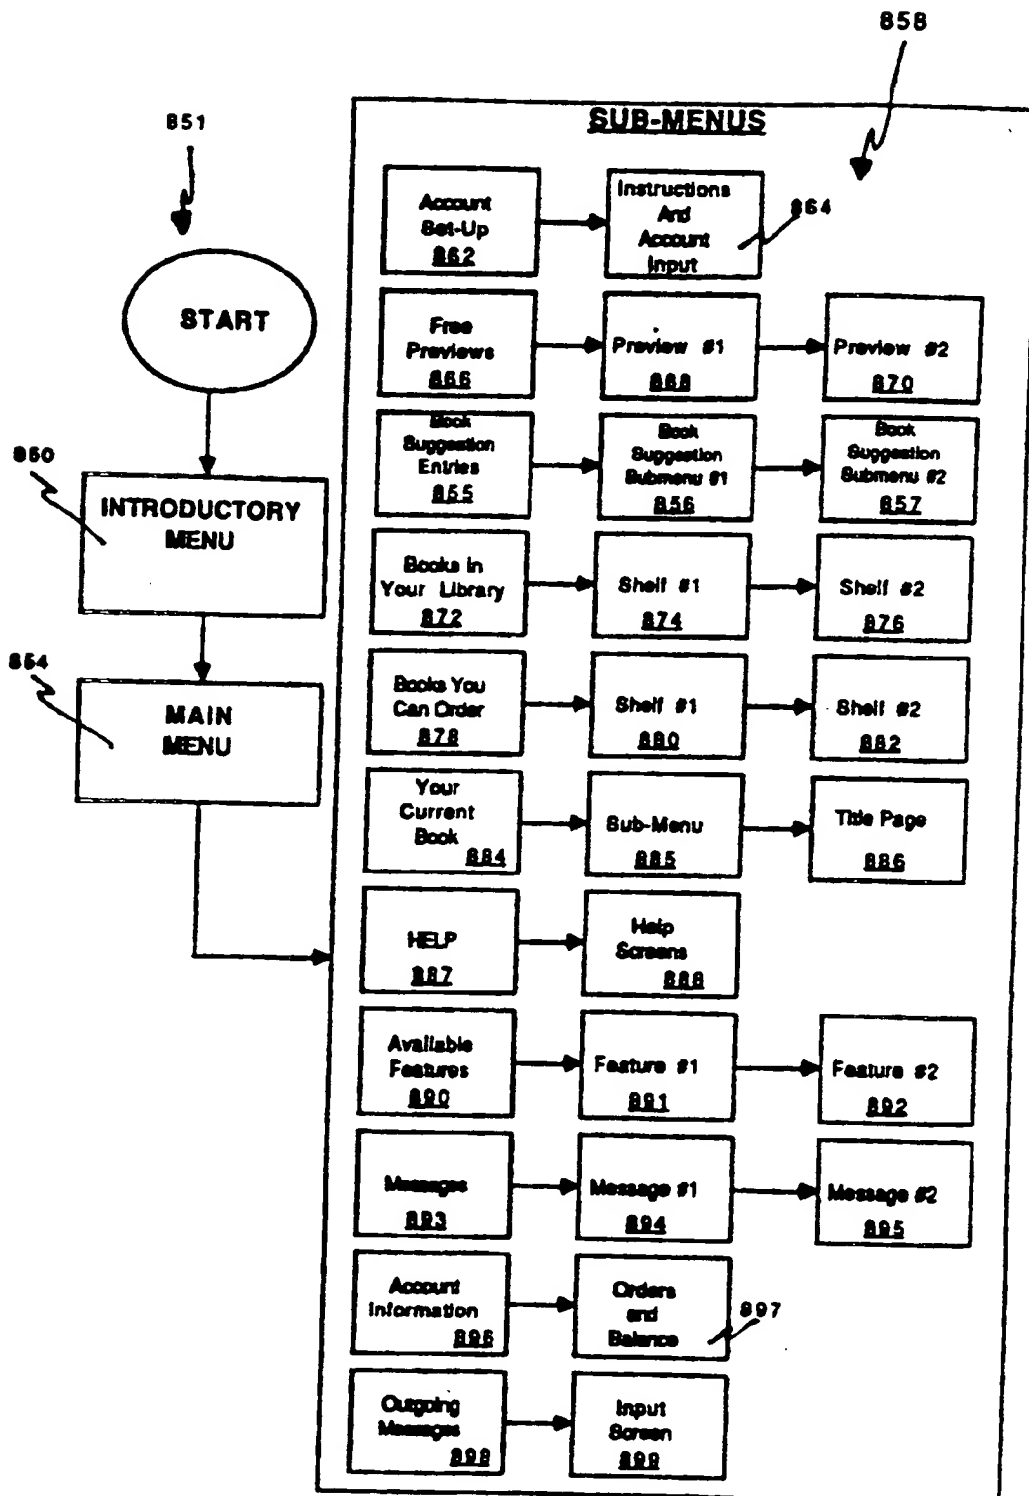 858
SUB-MENUS
851
START
850
INTRODUCTORY
MENU
854
MAIN
MENU
Account
Set-Up
862
Instructions
And
Account
Input
864
Free
Previews
866
Preview #1
868
Preview #2
870
Book
Suggestion
Entries
855
Book
Suggestion
Submenu #1
856
Book
Suggestion
Submenu #2
857
Books In
Your Library
872
Shelf #1
874
Shelf #2
876
Books You
Can Order
878
Shelf #1
880
Shelf #2
882
Your
Current
Book
884
Sub-Menu
885
Title Page
886
HELP
887
Help
Screens
888
Available
Features
890
Feature #1
891
Feature #2
892
Messages
893
Message #1
894
Message #2
895
Account
Information
896
Orders
and
Balance
897
Outgoing
Messages
898
Input
Screen
899